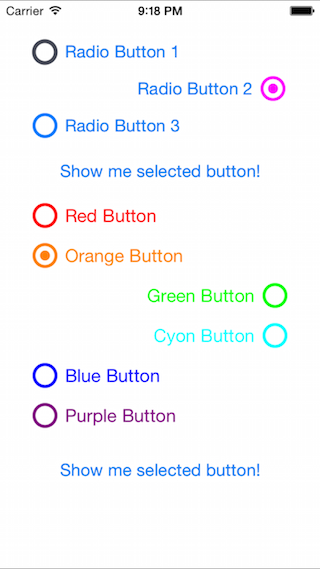 Carrier 9:18 PM
Radio Button 1
Radio Button 2
Radio Button 3
Show me selected button!
Red Button
Orange Button
Green Button
Cyon Button
Blue Button
Purple Button
Show me selected button!